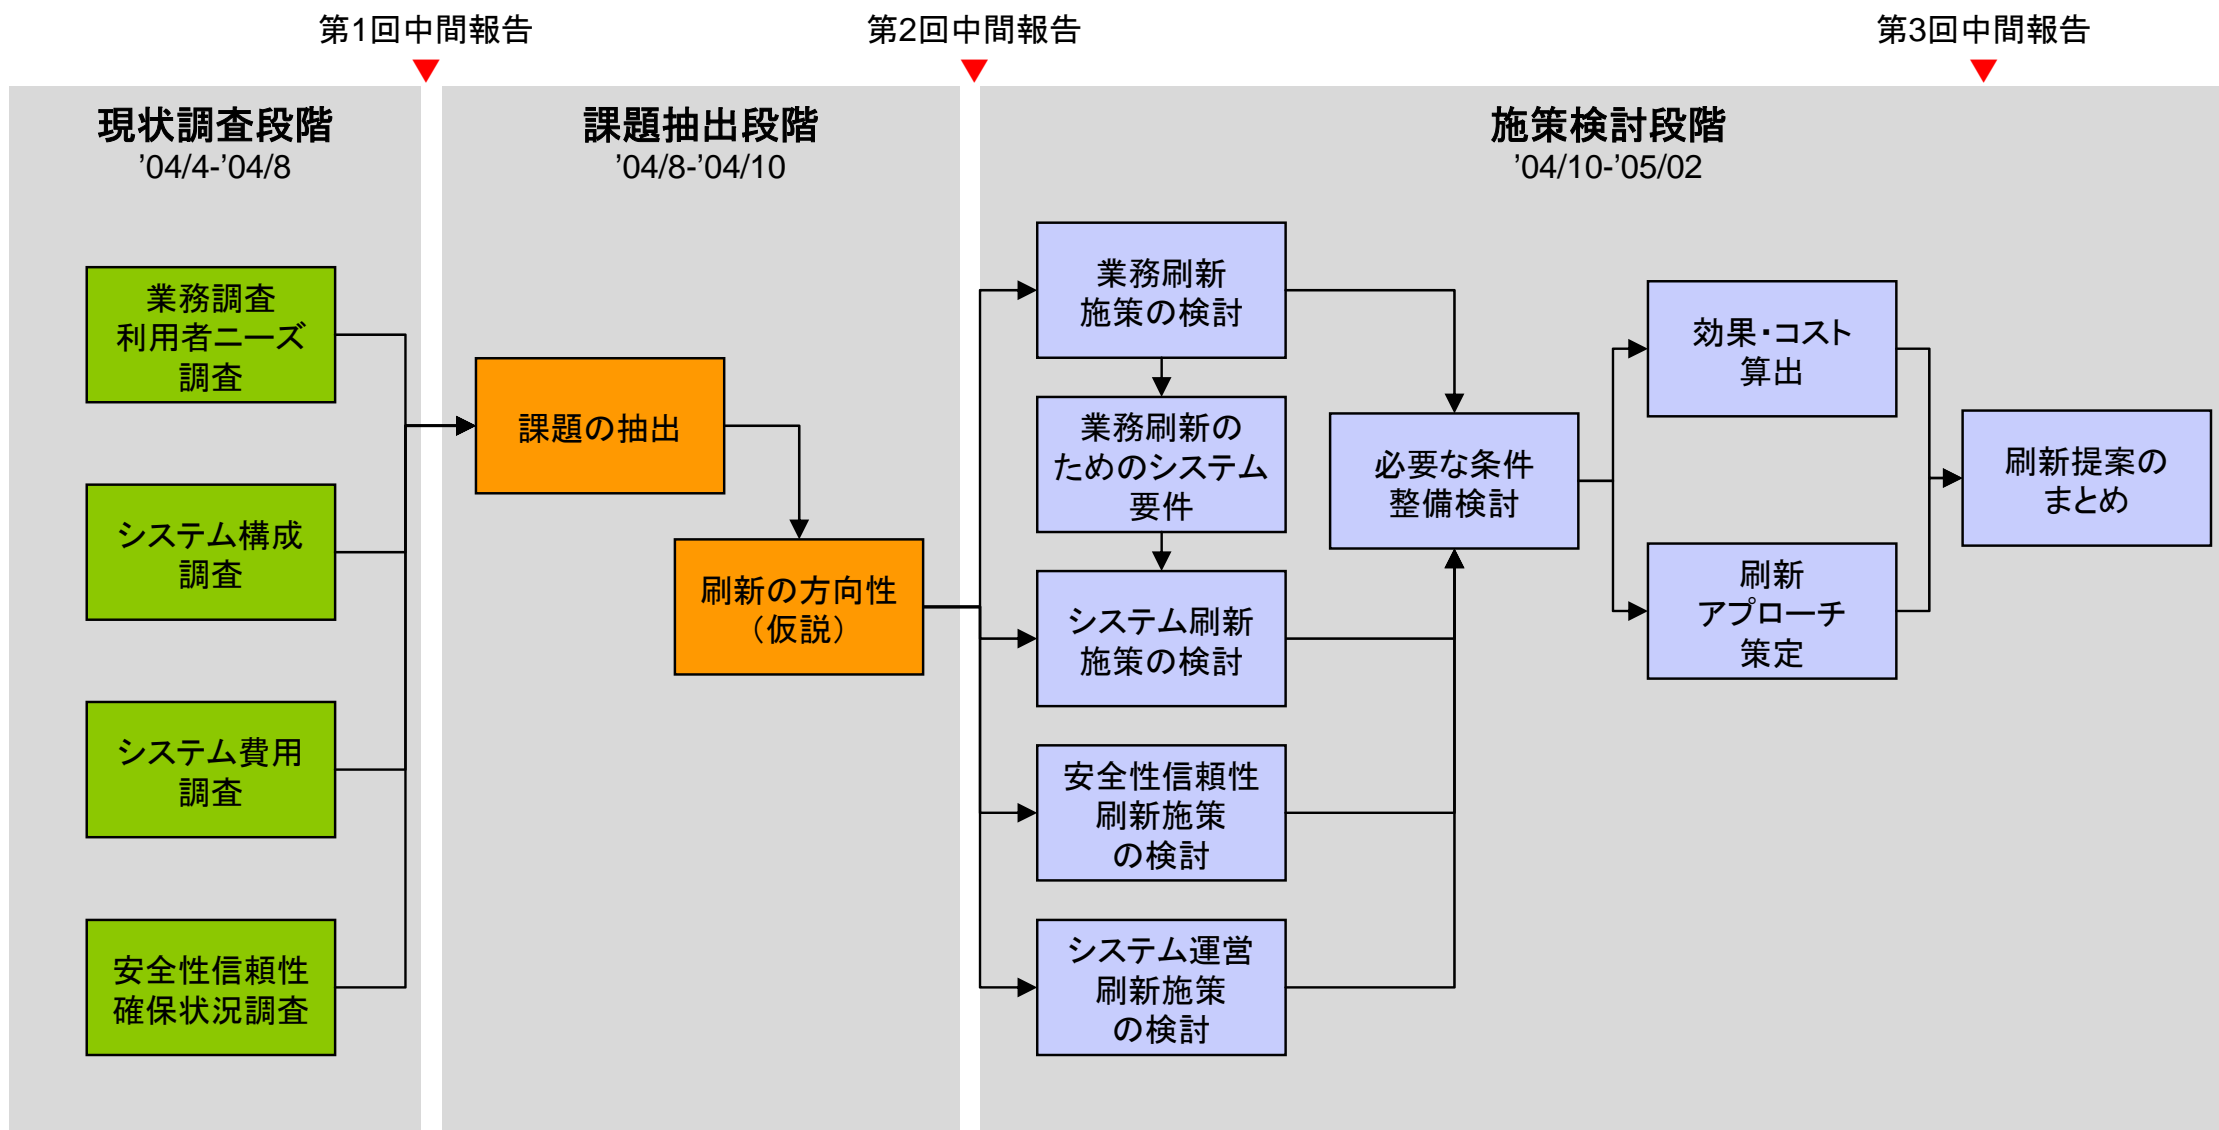 第1回中間報告
第2回中間報告
第3回中間報告
現状調査段階
’04/4-’04/8
業務調査
利用者ニーズ
調査
システム構成
調査
システム費用
調査
安全性信頼性
確保状況調査
課題抽出段階
’04/8-’04/10
課題の抽出
刷新の方向性
（仮説）
施策検討段階
’04/10-’05/02
業務刷新
施策の検討
業務刷新の
ためのシステム
要件
システム刷新
施策の検討
安全性信頼性
刷新施策
の検討
システム運営
刷新施策
の検討
必要な条件
整備検討
効果・コスト
算出
刷新
アプローチ
策定
刷新提案の
まとめ